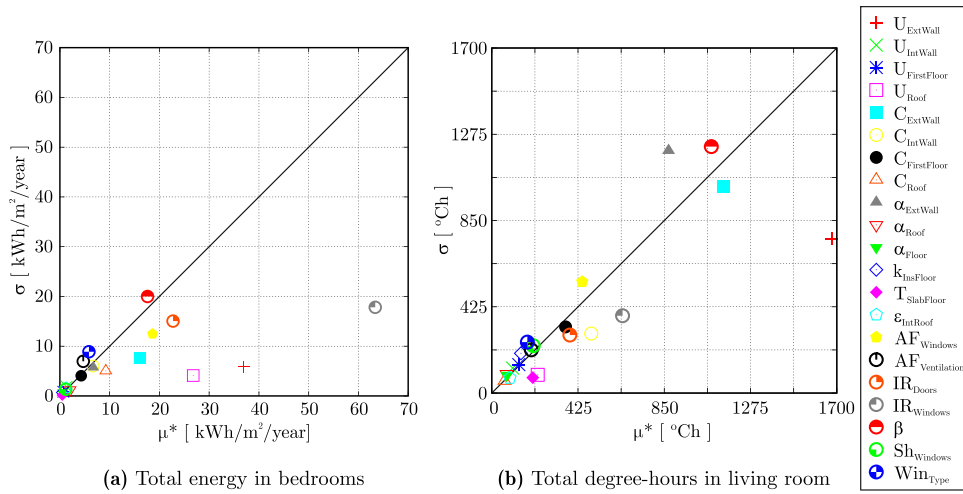 70
60
50
40
30
20
10
0
σ [ kWh/m²/year]
0 10 20 30 40 50 60 70
μ* [ kWh/m²/year]
(a) Total energy in bedrooms
1700
1275
850
425
0
σ [ °Ch]
0 425 850 1275 1700
μ* [ °Ch]
(b) Total degree-hours in living room
U_ExtWall
U_IntWall
U_FirstFloor
U_Roof
C_ExtWall
C_IntWall
C_FirstFloor
C_Roof
α_ExtWall
α_Roof
α_Floor
k_InsFloor
T_SlabFloor
ε_IntRoof
AF_Windows
AF_Ventilation
IR_Doors
IR_Windows
β
Sh_Windows
Win_Type